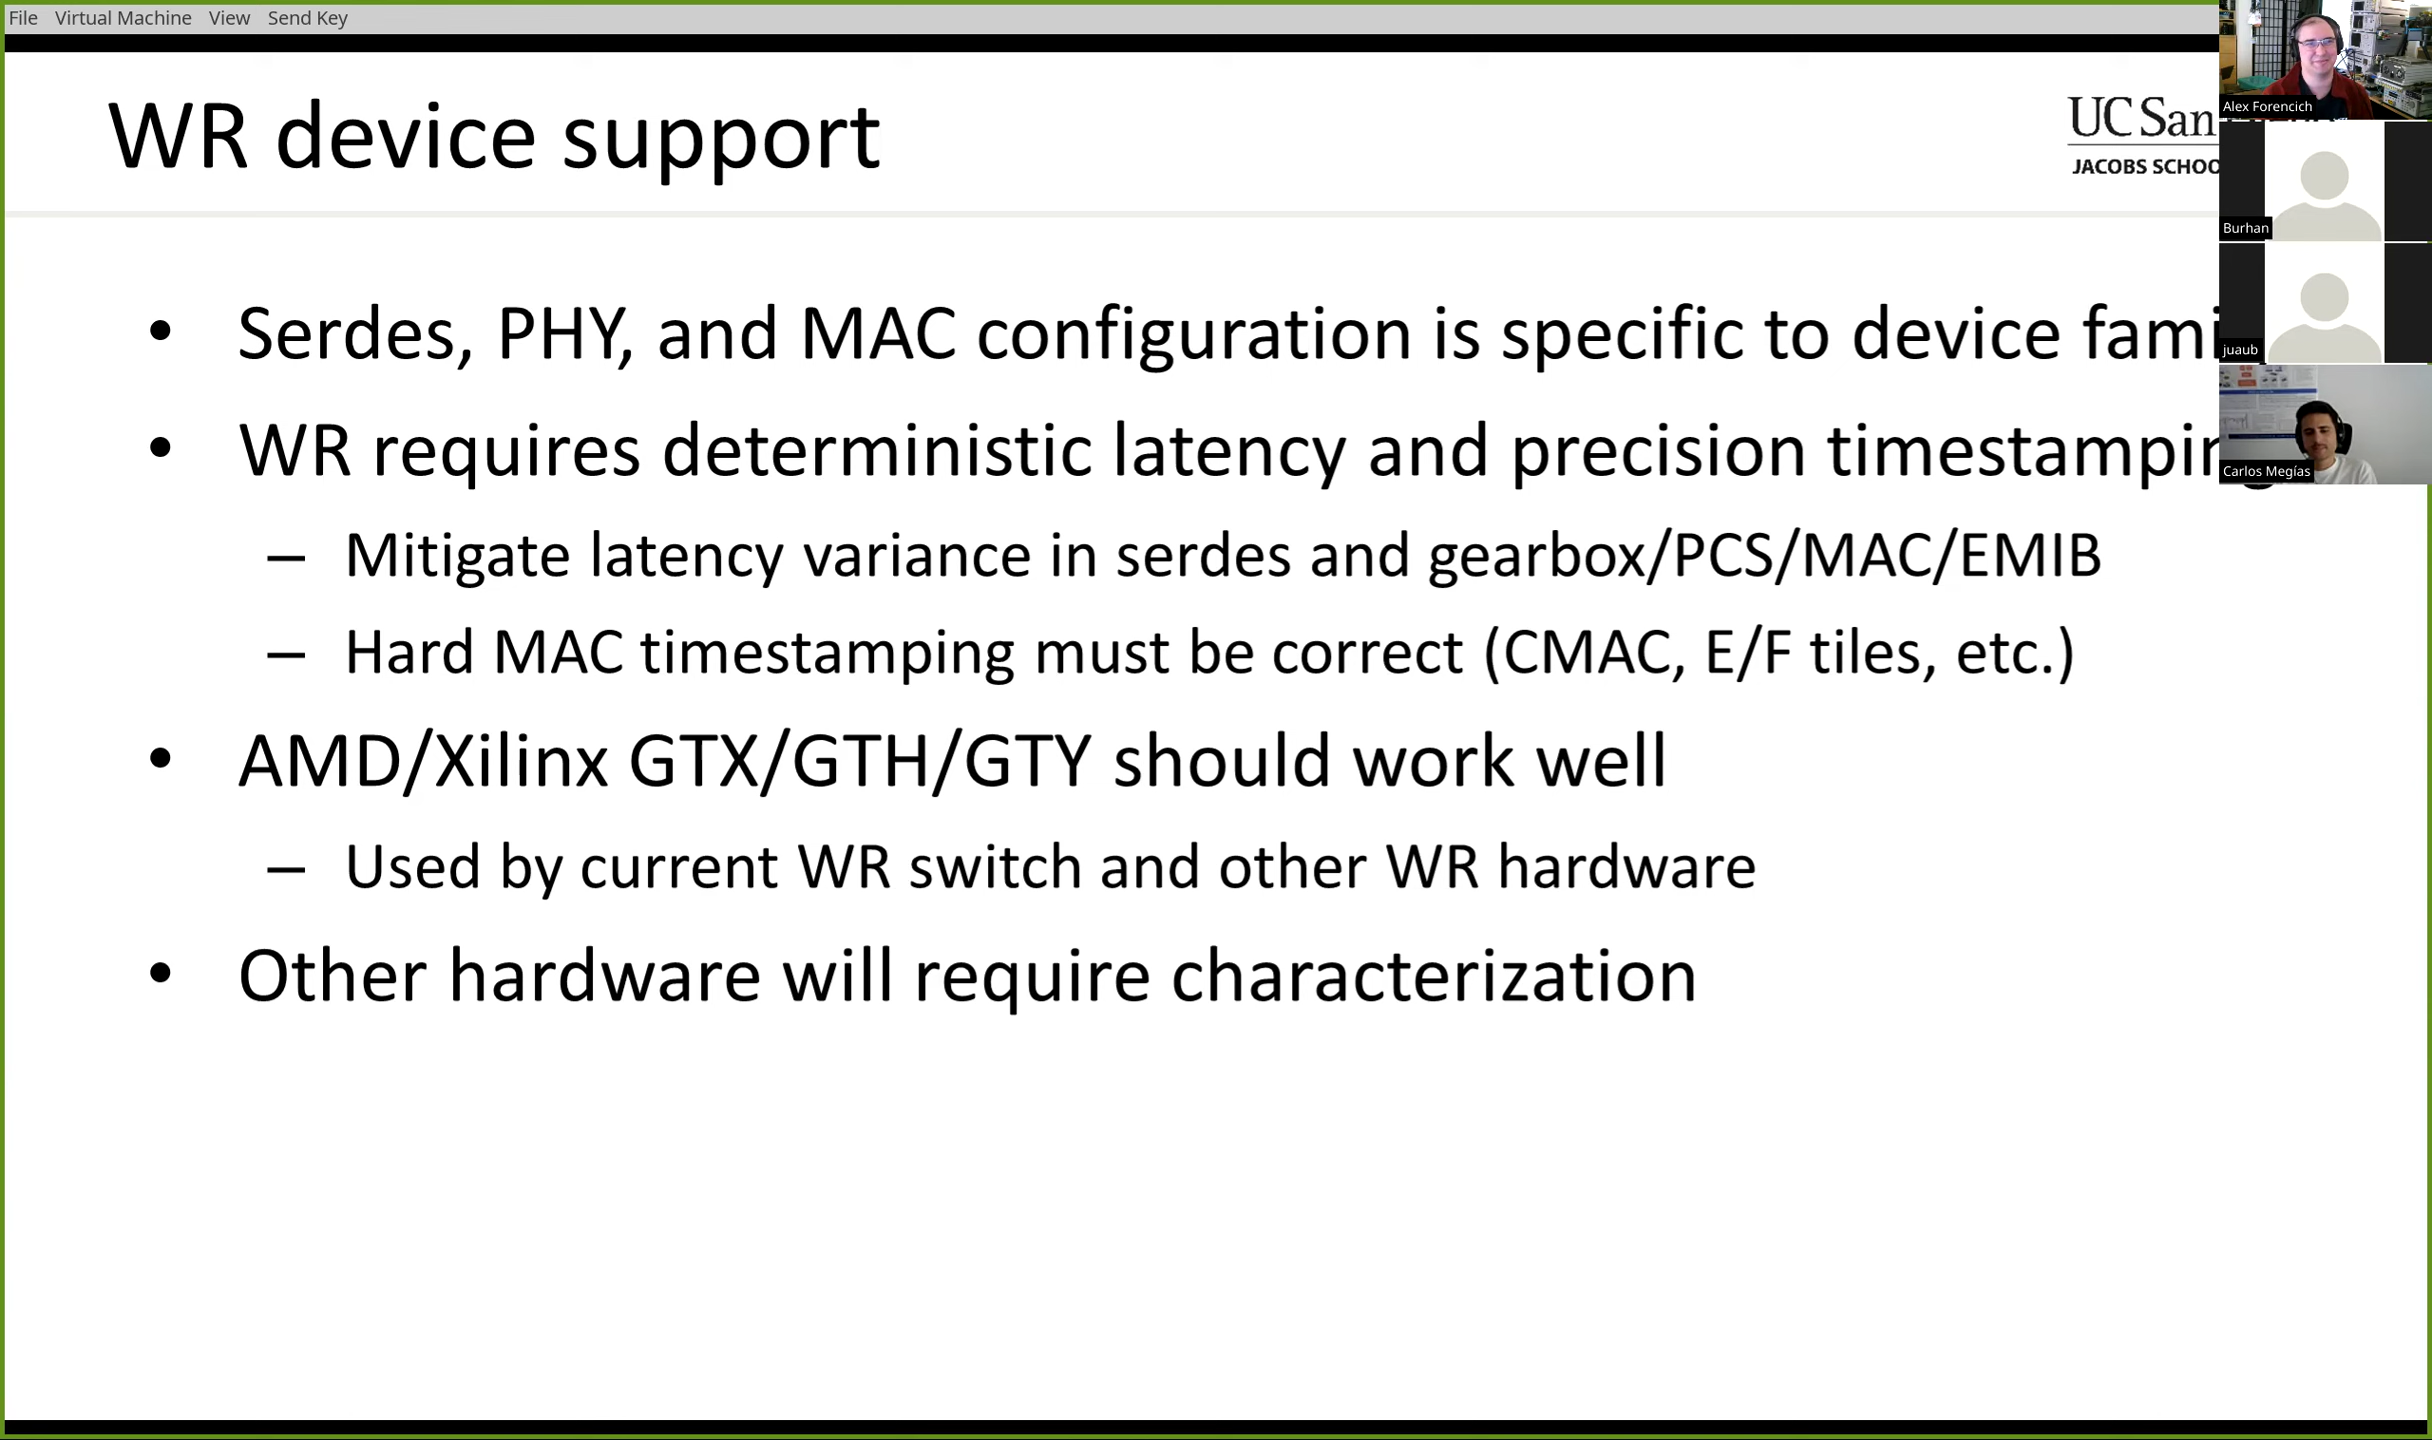 File Virtual Machine View Send Key
WR device support
UC San
JACOBS SCHOO
Alex Forencich
Burhan
juaub
Carlos Megías
• Serdes, PHY, and MAC configuration is specific to device fami
• WR requires deterministic latency and precision timestamping
– Mitigate latency variance in serdes and gearbox/PCS/MAC/EMIB
– Hard MAC timestamping must be correct (CMAC, E/F tiles, etc.)
• AMD/Xilinx GTX/GTH/GTY should work well
– Used by current WR switch and other WR hardware
• Other hardware will require characterization